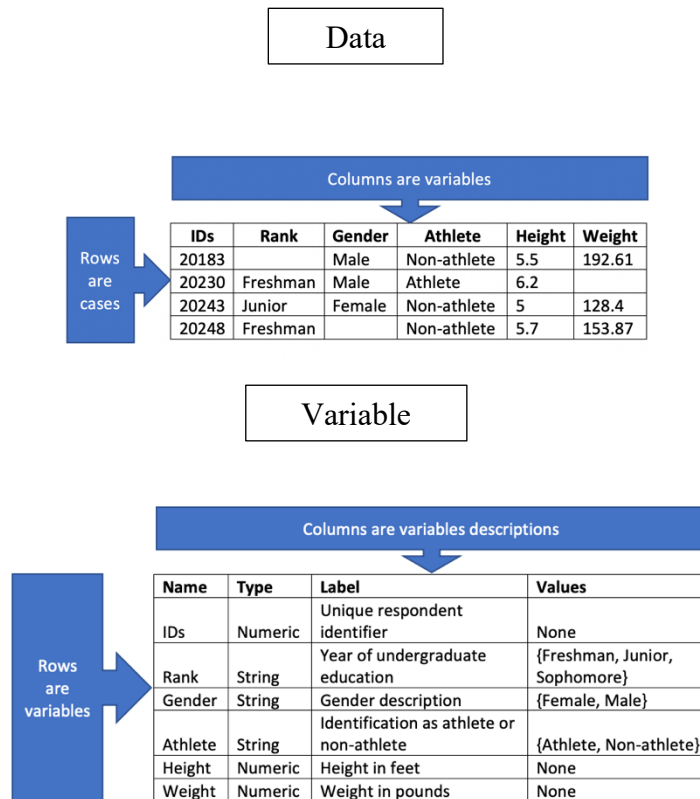 Data
Columns are variables
Rows
are
cases
IDs Rank Gender Athlete Height Weight
20183 Male Non-athlete 5.5 192.61
20230 Freshman Male Athlete 6.2
20243 Junior Female Non-athlete 5 128.4
20248 Freshman Non-athlete 5.7 153.87
Variable
Columns are variables descriptions
Rows
are
variables
Name Type Label Values
Unique respondent
IDs Numeric identifier None
Year of undergraduate {Freshman, Junior,
Rank String education Sophomore}
Gender String Gender description {Female, Male}
Identification as athlete or
Athlete String non-athlete {Athlete, Non-athlete}
Height Numeric Height in feet None
Weight Numeric Weight in pounds None